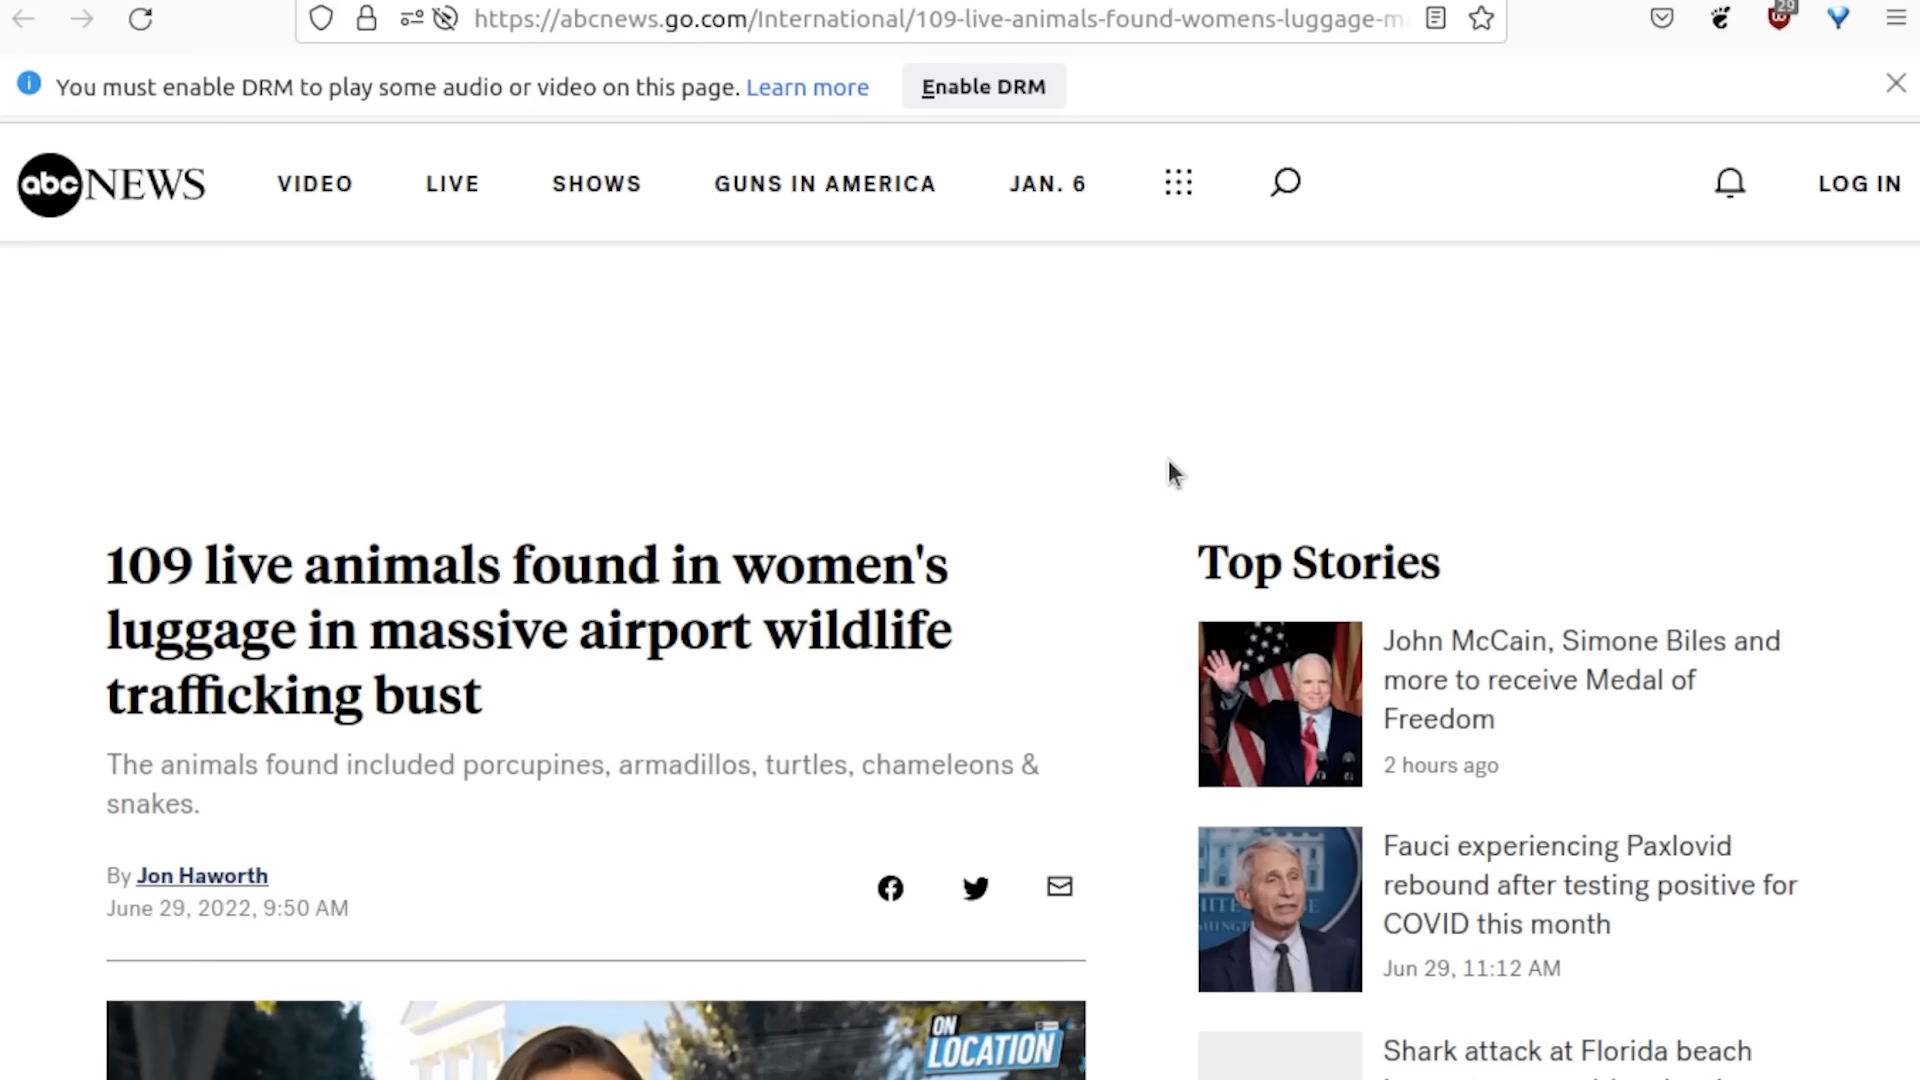 https://abcnews.go.com/International/109-live-animals-found-womens-luggage-m
29
You must enable DRM to play some audio or video on this page. Learn more
Enable DRM
abc NEWS
VIDEO
LIVE
SHOWS
GUNS IN AMERICA
JAN. 6
LOG IN
109 live animals found in women's
luggage in massive airport wildlife
trafficking bust
The animals found included porcupines, armadillos, turtles, chameleons &
snakes.
By Jon Haworth
June 29, 2022, 9:50 AM
ON
LOCATION
Top Stories
John McCain, Simone Biles and
more to receive Medal of
Freedom
2 hours ago
Fauci experiencing Paxlovid
rebound after testing positive for
COVID this month
Jun 29, 11:12 AM
Shark attack at Florida beach